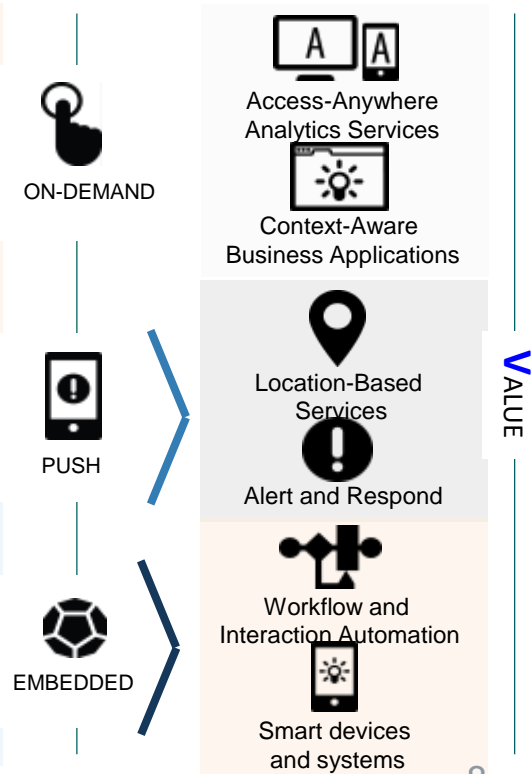 A A
Access-Anywhere
Analytics Services
ON-DEMAND
Context-Aware
Business Applications
Location-Based
Services
PUSH
Alert and Respond
VALUE
Workflow and
Interaction Automation
EMBEDDED
Smart devices
and systems